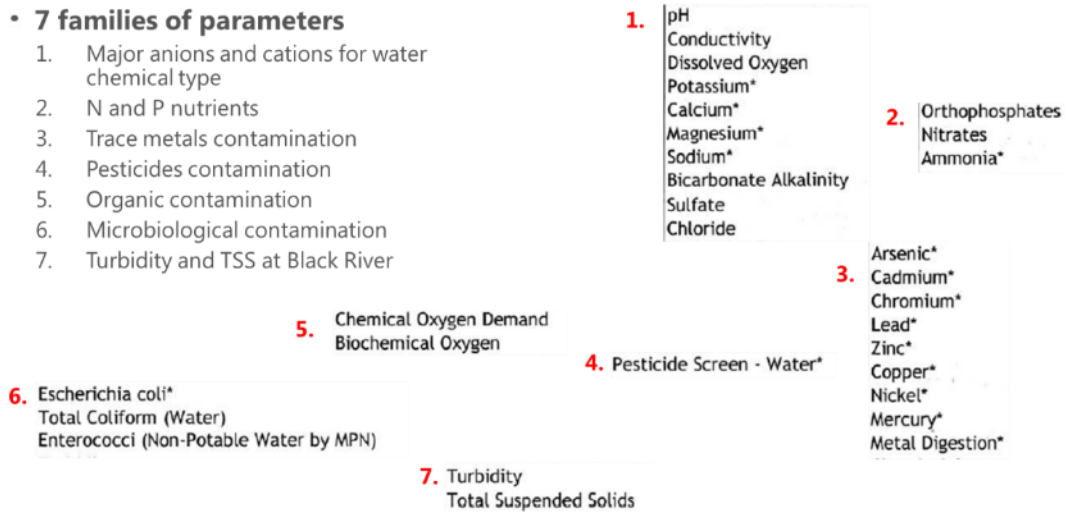 • 7 families of parameters
1. Major anions and cations for water
chemical type
2. N and P nutrients
3. Trace metals contamination
4. Pesticides contamination
5. Organic contamination
6. Microbiological contamination
7. Turbidity and TSS at Black River
1. pH
Conductivity
Dissolved Oxygen
Potassium*
Calcium*
Magnesium*
Sodium*
Bicarbonate Alkalinity
Sulfate
Chloride
2. Orthophosphates
Nitrates
Ammonia*
3. Arsenic*
Cadmium*
Chromium*
Lead*
Zinc*
Copper*
Nickel*
Mercury*
Metal Digestion*
4. Pesticide Screen - Water*
5. Chemical Oxygen Demand
Biochemical Oxygen
6. Escherichia coli*
Total Coliform (Water)
Enterococci (Non-Potable Water by MPN)
7. Turbidity
Total Suspended Solids